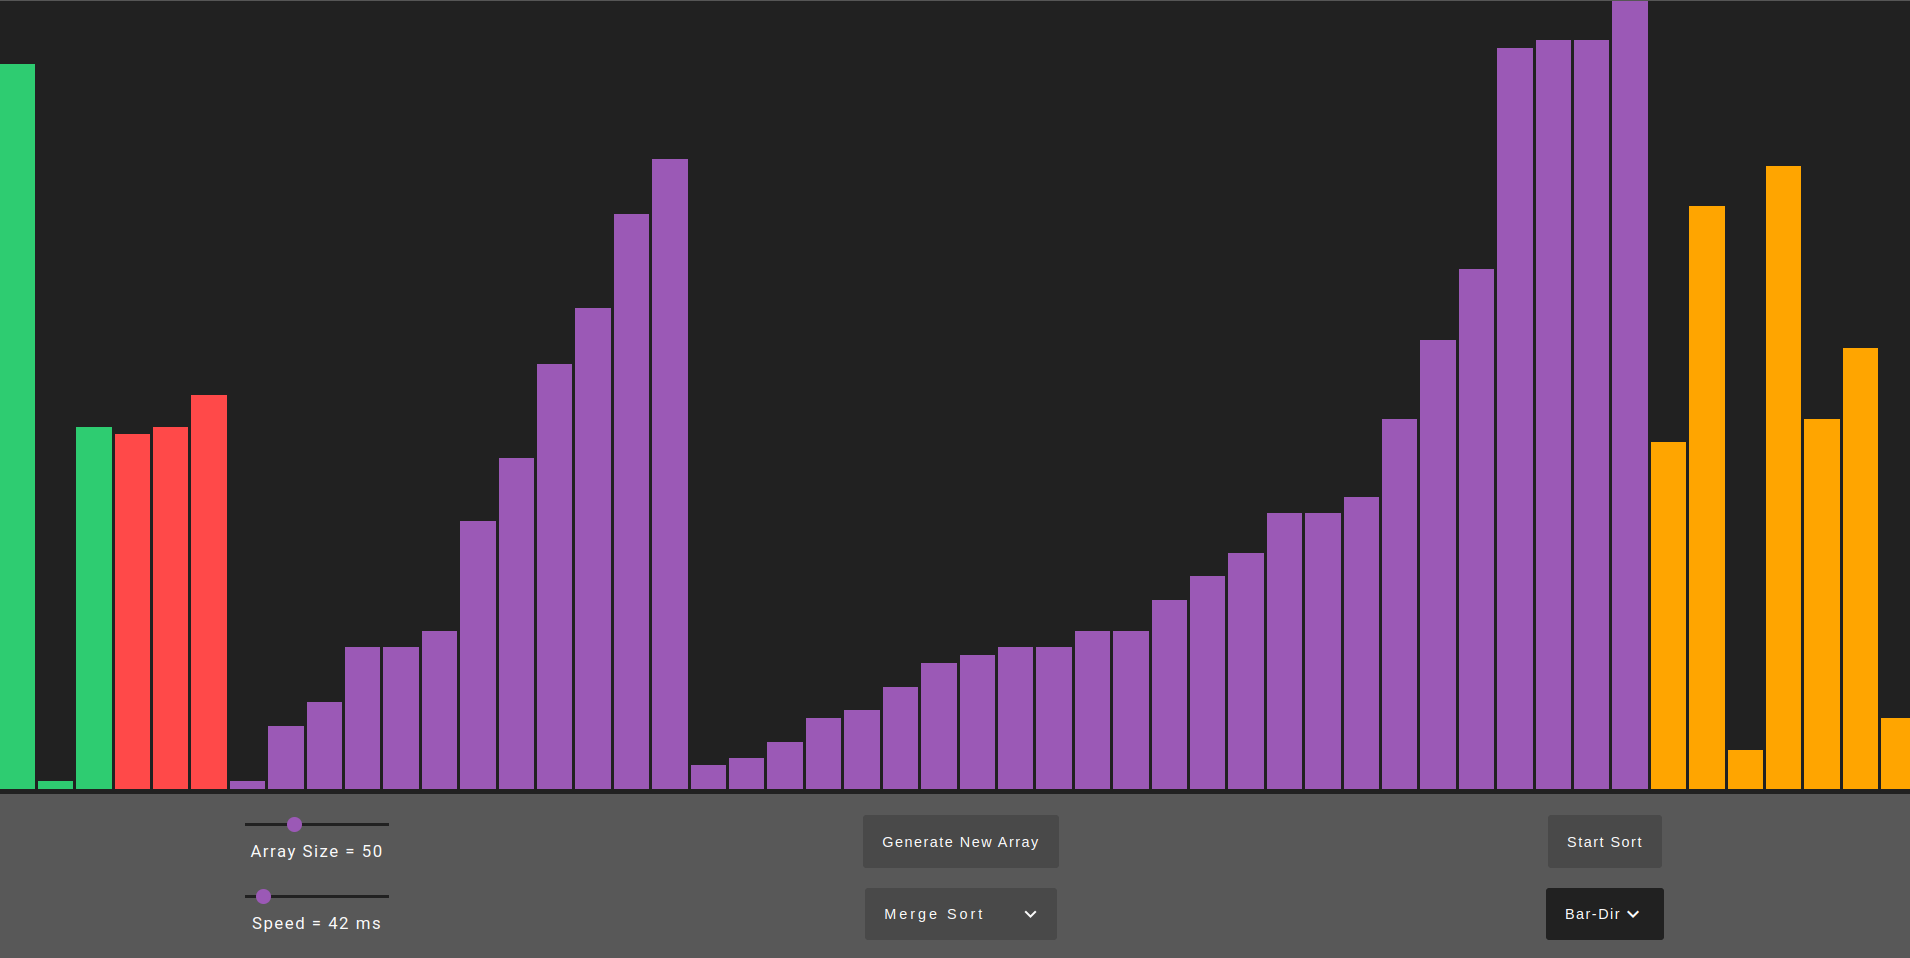 Array Size = 50
Speed = 42 ms
Generate New Array
Merge Sort
Start Sort
Bar-Dir